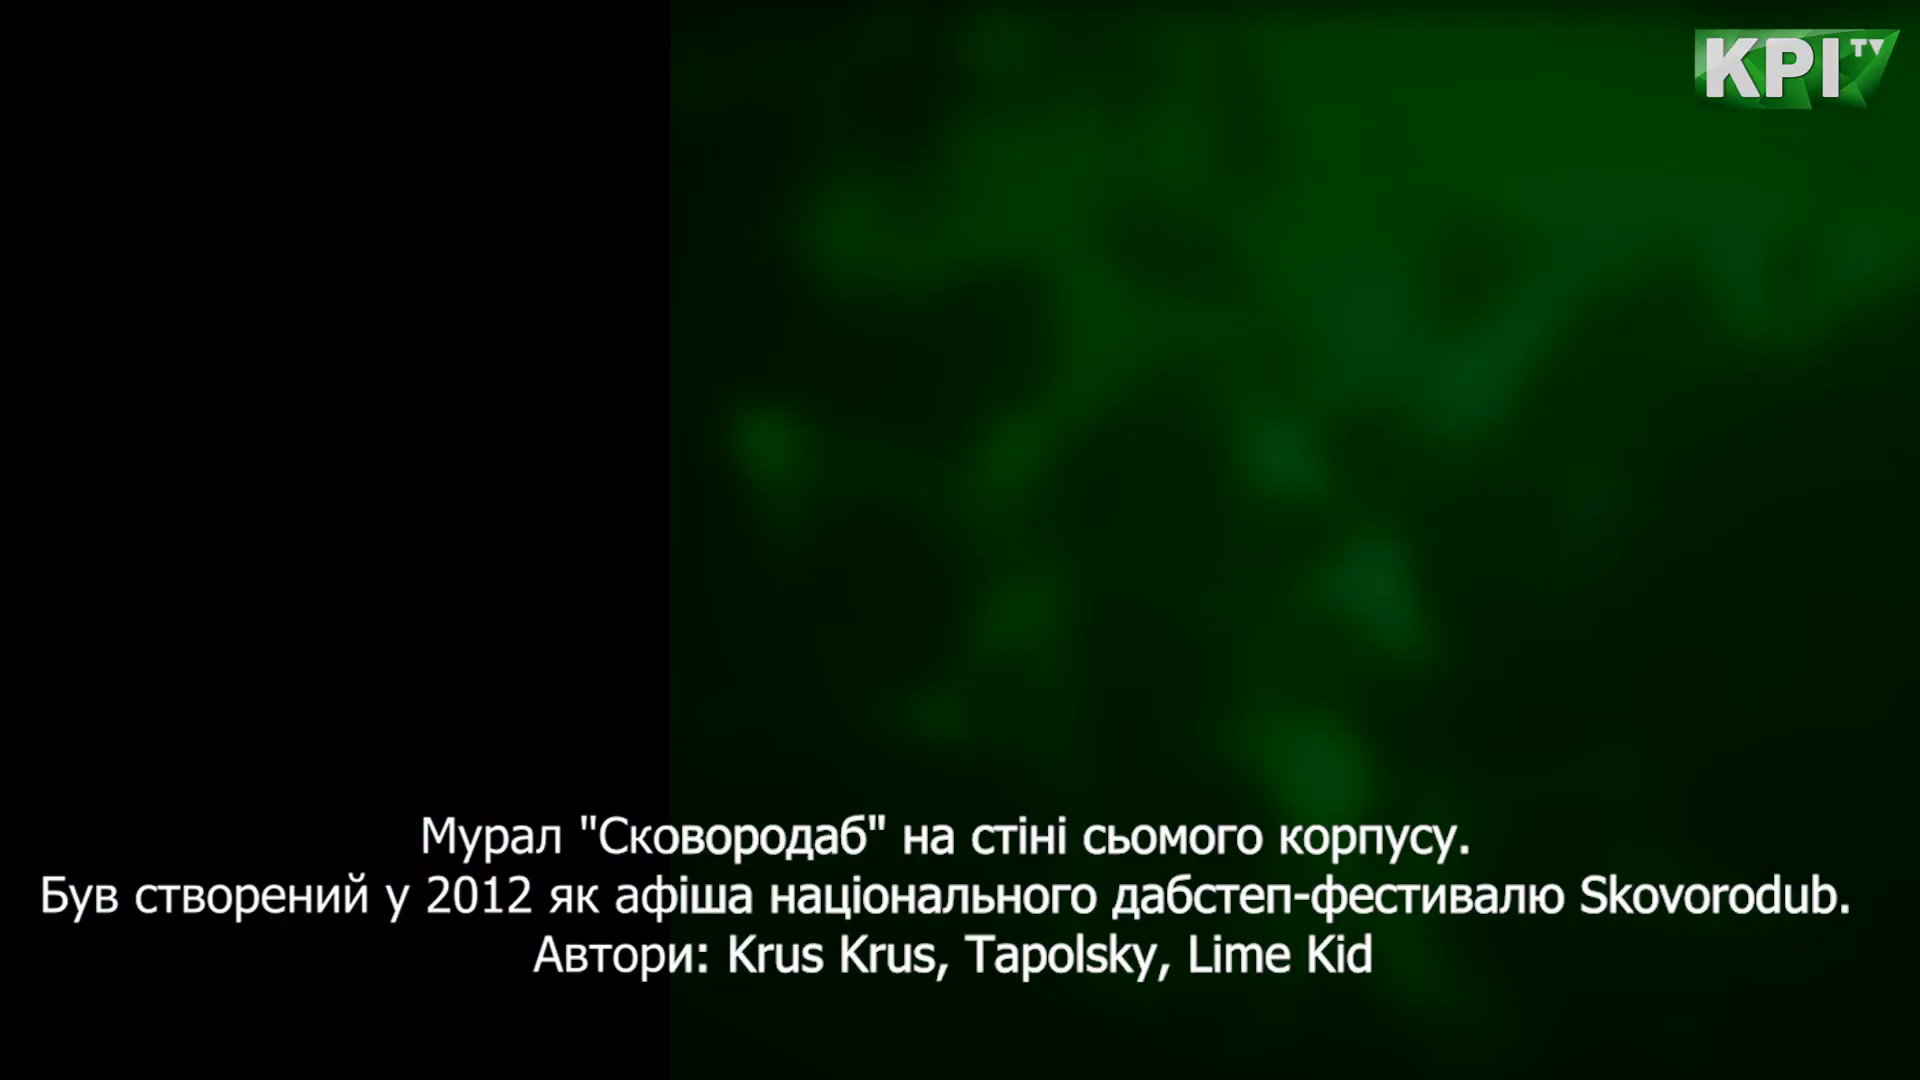 KPI TV
Мурал "Сковородаб" на стіні сьомого корпусу.
Був створений у 2012 як афіша національного дабстеп-фестивалю Skovorodub.
Автори: Krus Krus, Tapolsky, Lime Kid